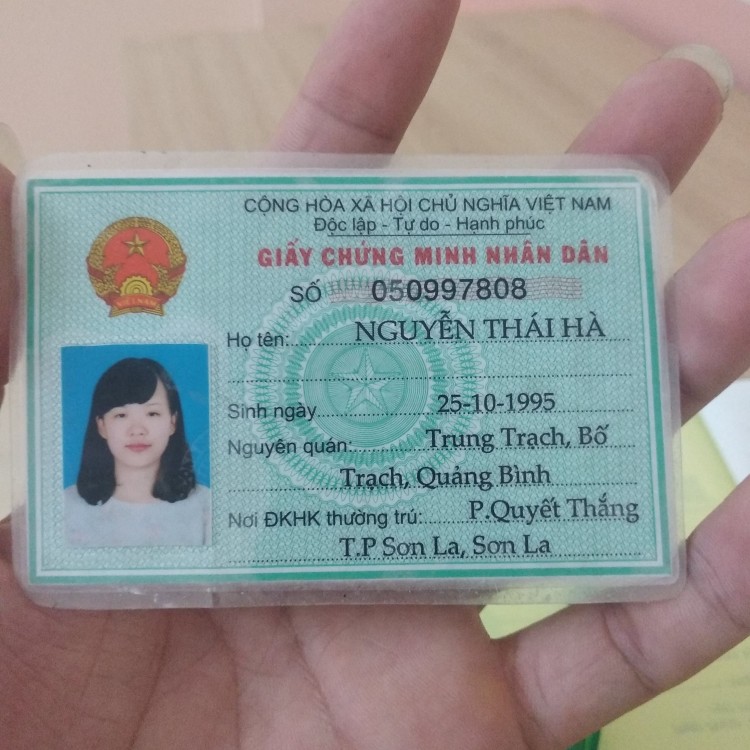 CỘNG HÒA XÃ HỘI CHỦ NGHĨA VIỆT NAM
Độc lập - Tự do - Hạnh phúc
GIẤY CHỨNG MINH NHÂN DÂN
SỐ 050997808
Họ tên: NGUYỄN THÁI HÀ
Sinh ngày 25-10-1995
Nguyên quán: Trung Trạch, Bố
Trạch, Quảng Bình
Nơi ĐKHK thường trú: P.Quyết Thắng
T.P Sơn La, Sơn La
VIỆT NAM